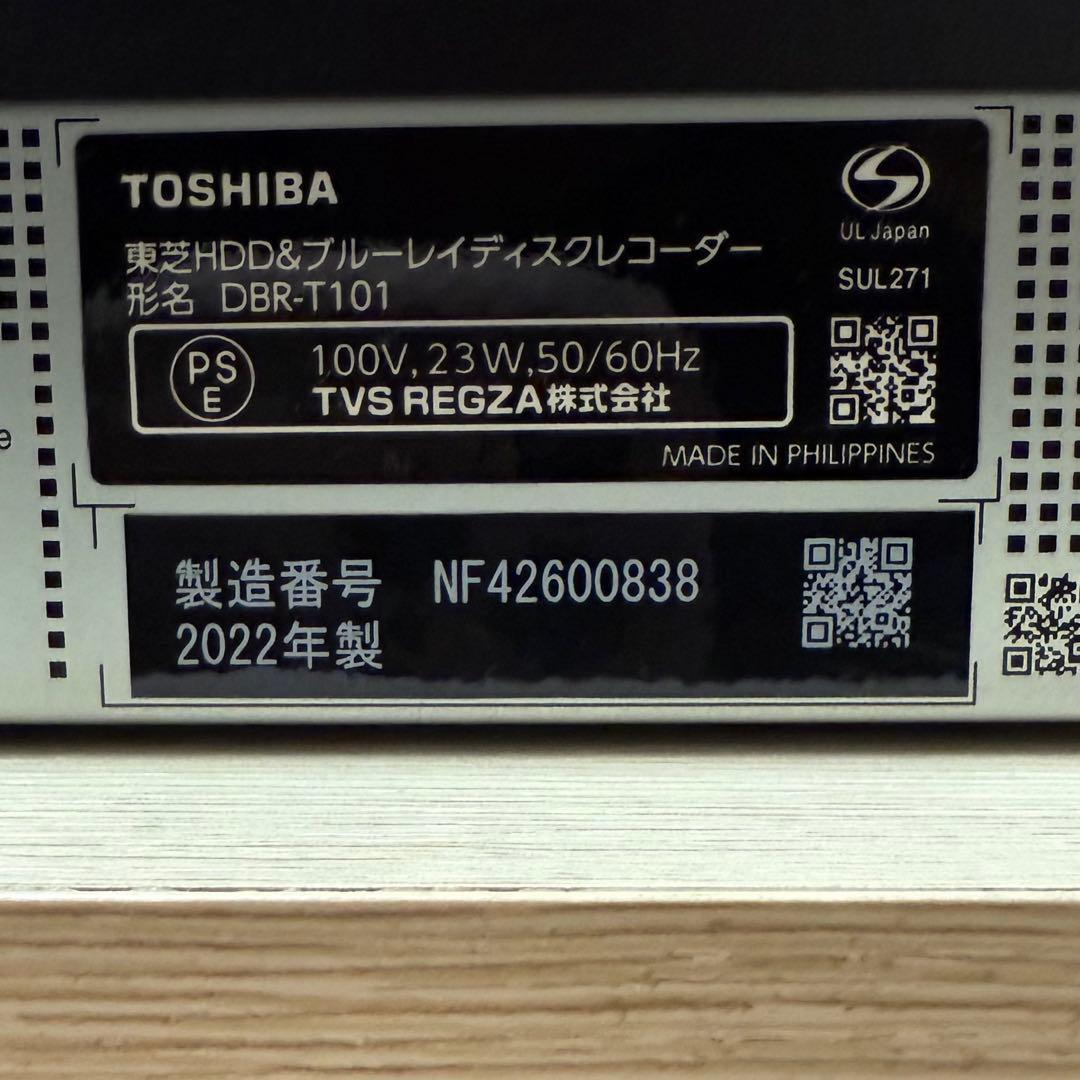 TOSHIBA
東芝HDD&ブルーレイディスクレコーダー
形名 DBR-T101
PSE
100V, 23W, 50/60Hz
TVS REGZA株式会社
UL Japan
SUL271
MADE IN PHILIPPINES
e
製造番号 NF42600838
2022年製